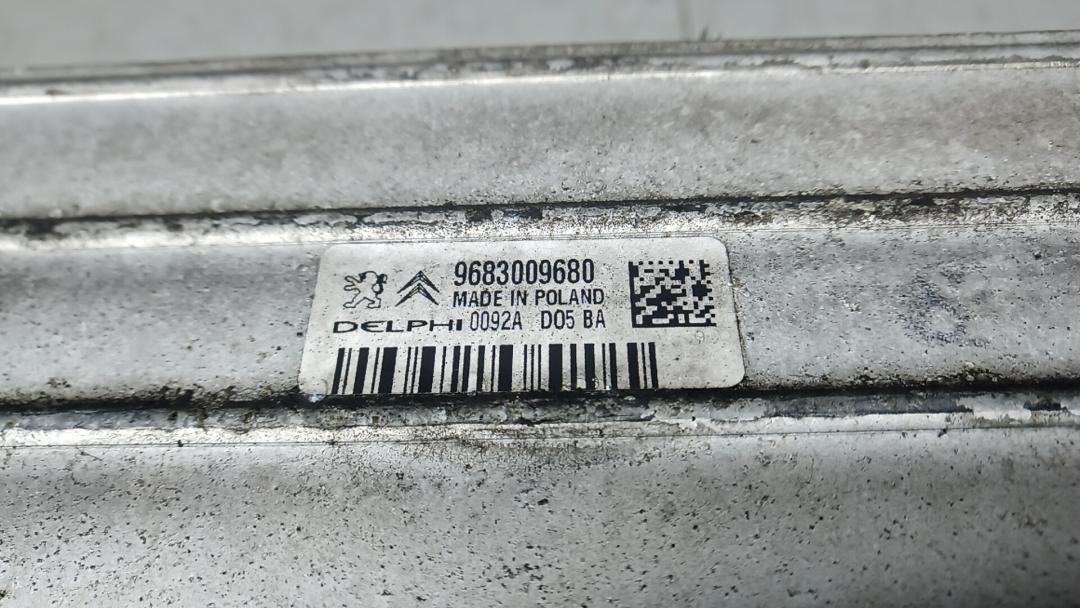 9683009680
MADE IN POLAND
DELPHI 0092A D05 BA